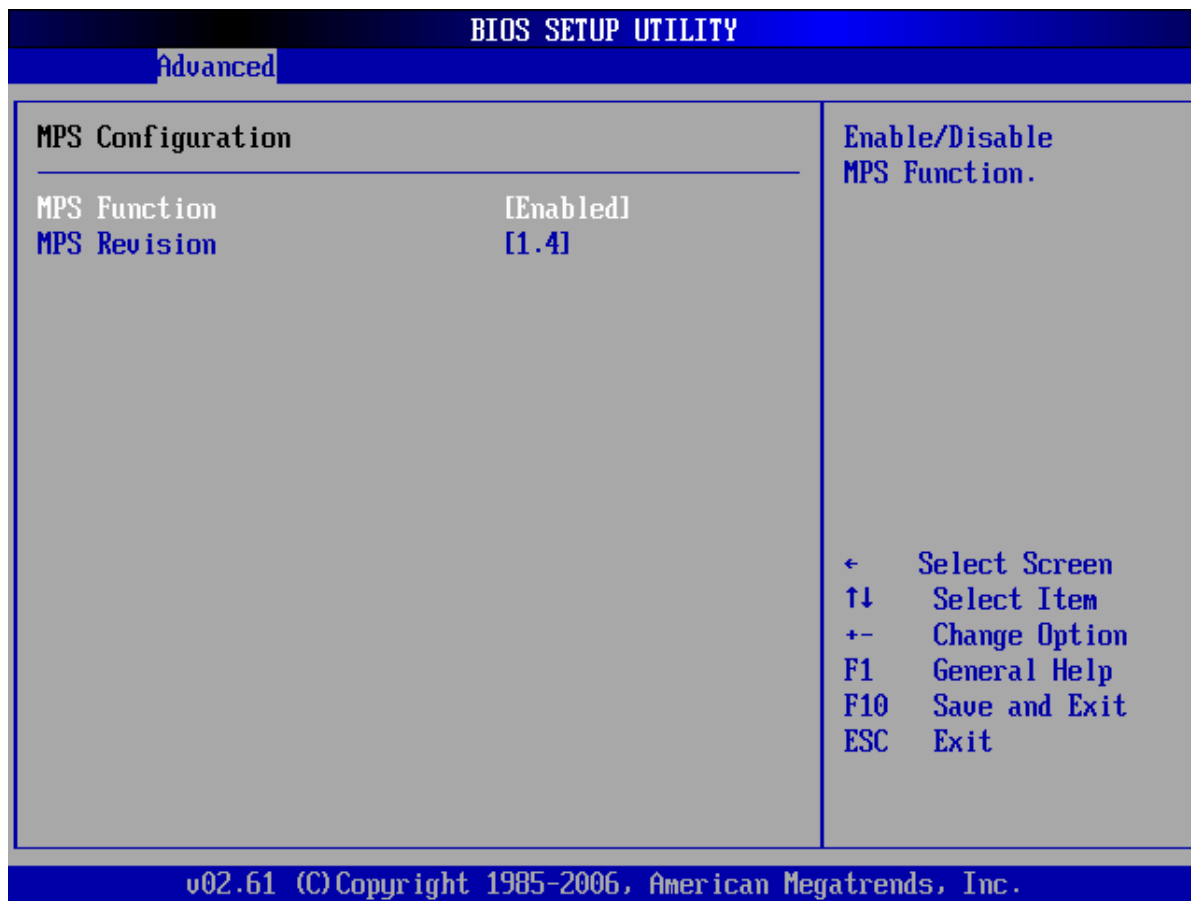 BIOS SETUP UTILITY
Advanced
MPS Configuration
MPS Function [Enabled]
MPS Revision [1.4]
Enable/Disable
MPS Function.
← Select Screen
↑↓ Select Item
+- Change Option
F1 General Help
F10 Save and Exit
ESC Exit
v02.61 (C)Copyright 1985-2006, American Megatrends, Inc.